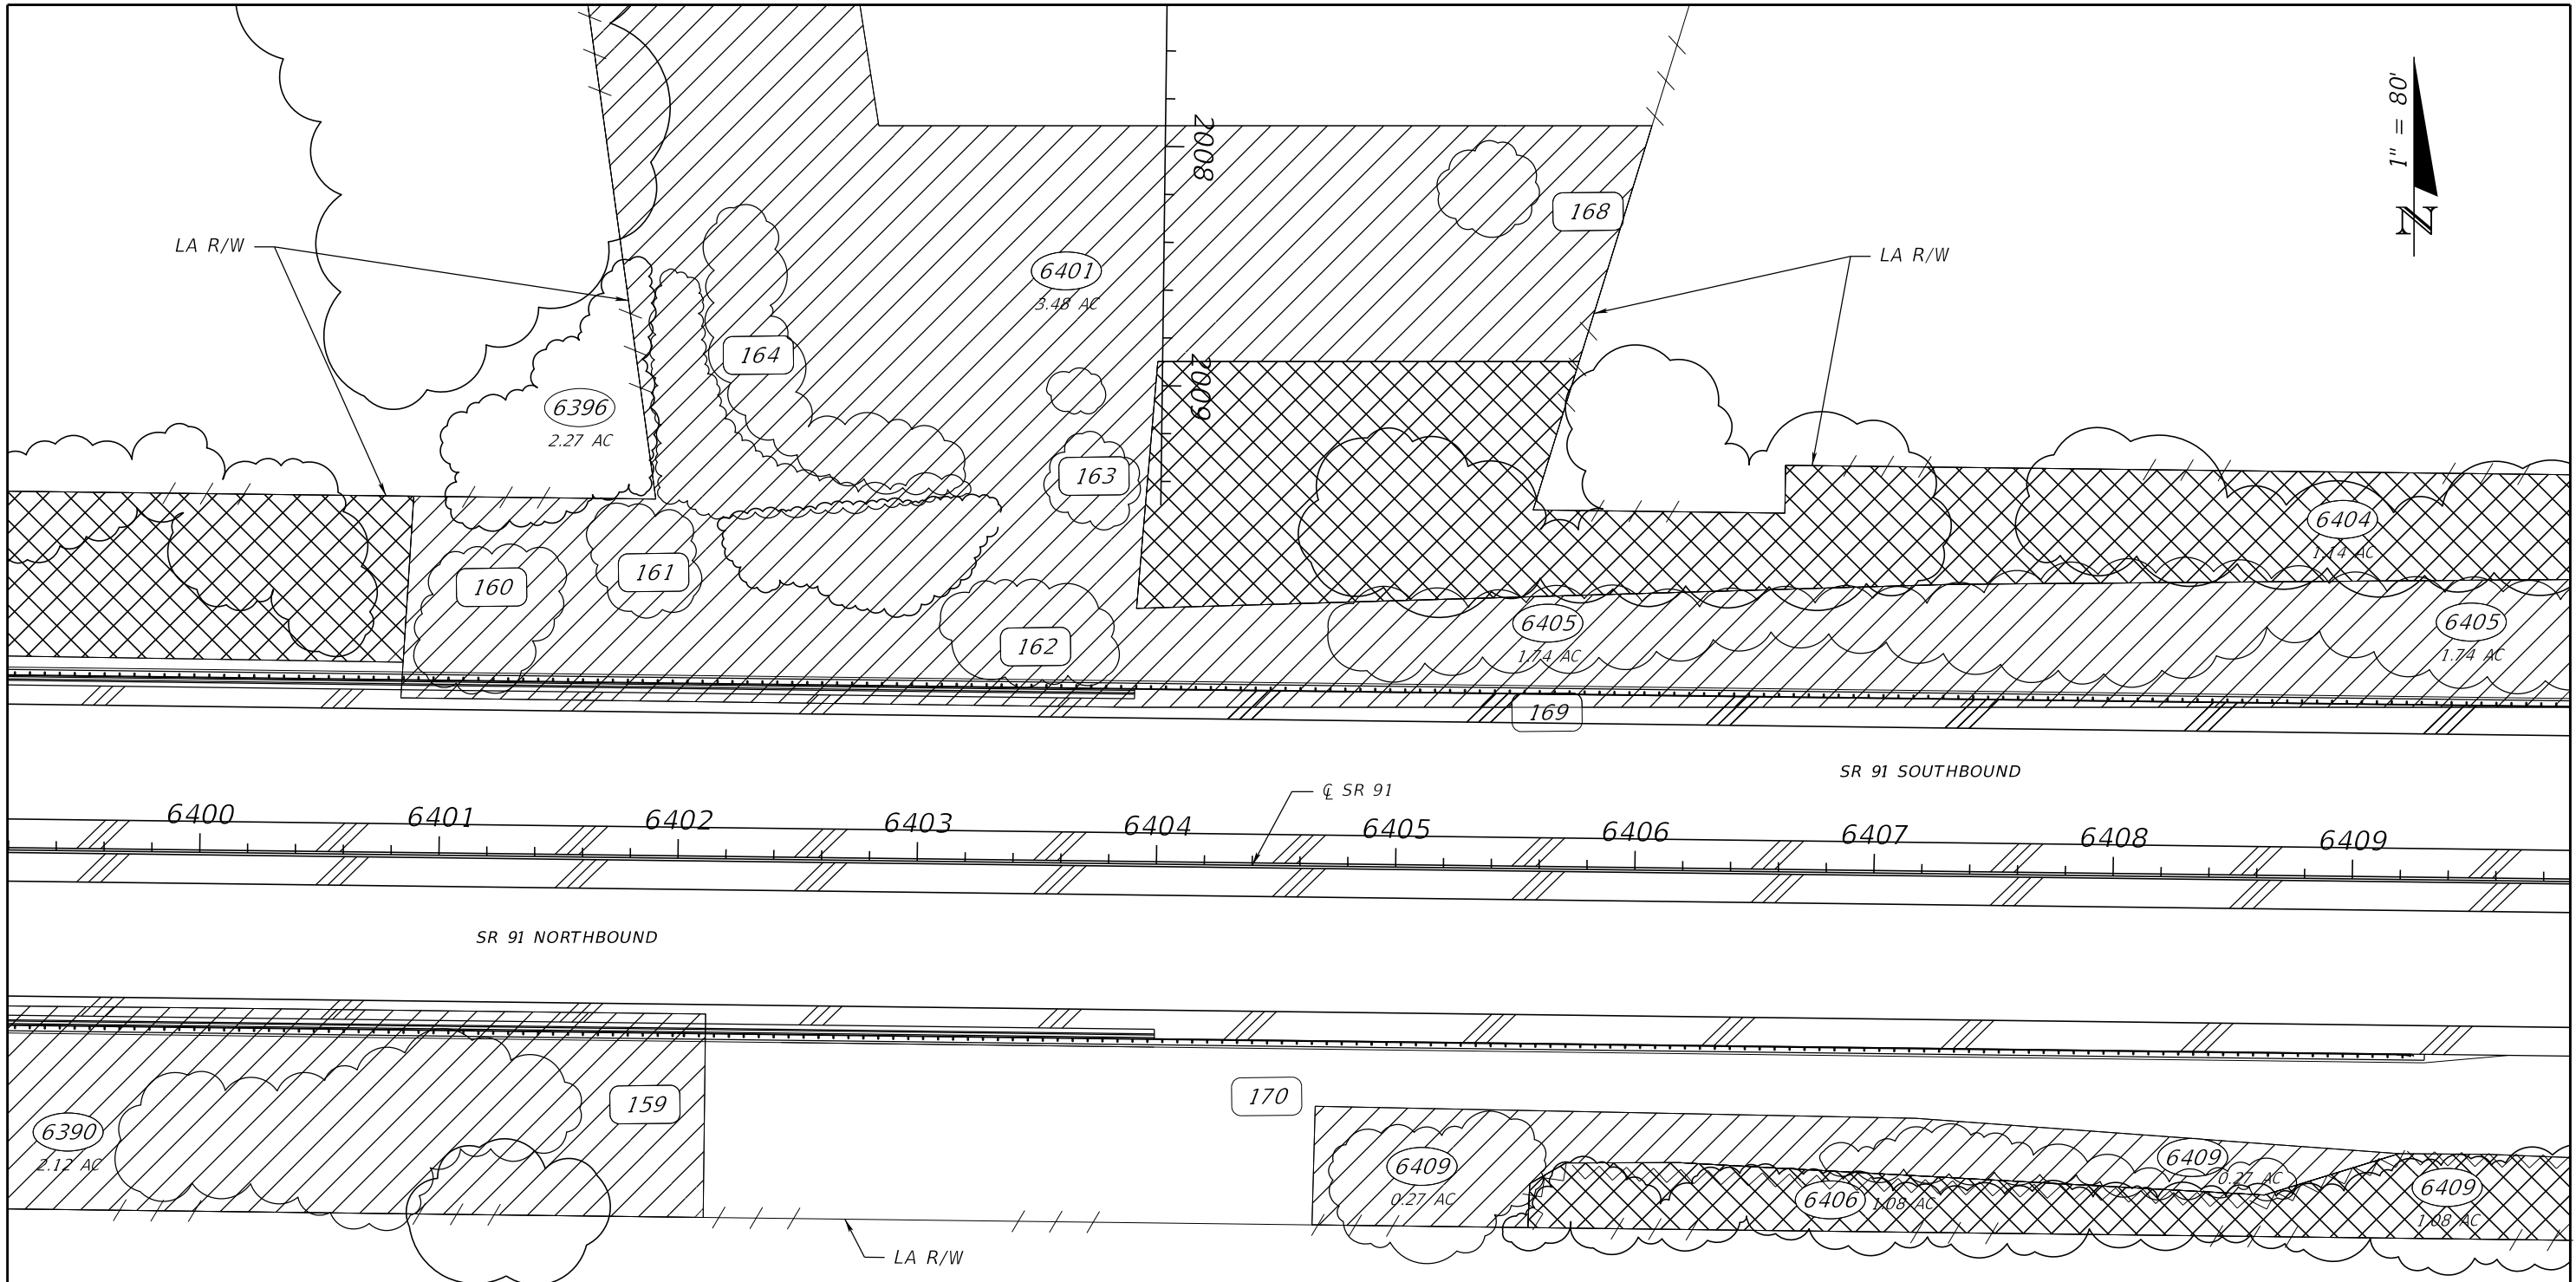 1" = 80'
N
2008
168
LA R/W
LA R/W
6401
3.48 AC
164
2009
6396
2.27 AC
163
6404
1.14 AC
161
160
162
6405
1.74 AC
6405
1.74 AC
169
SR 91 SOUTHBOUND
℄ SR 91
6400
6401
6402
6403
6404
6405
6406
6407
6408
6409
SR 91 NORTHBOUND
170
159
6390
2.12 AC
6409
0.27 AC
6409
0.27 AC
6406
1.08 AC
6409
1.08 AC
LA R/W